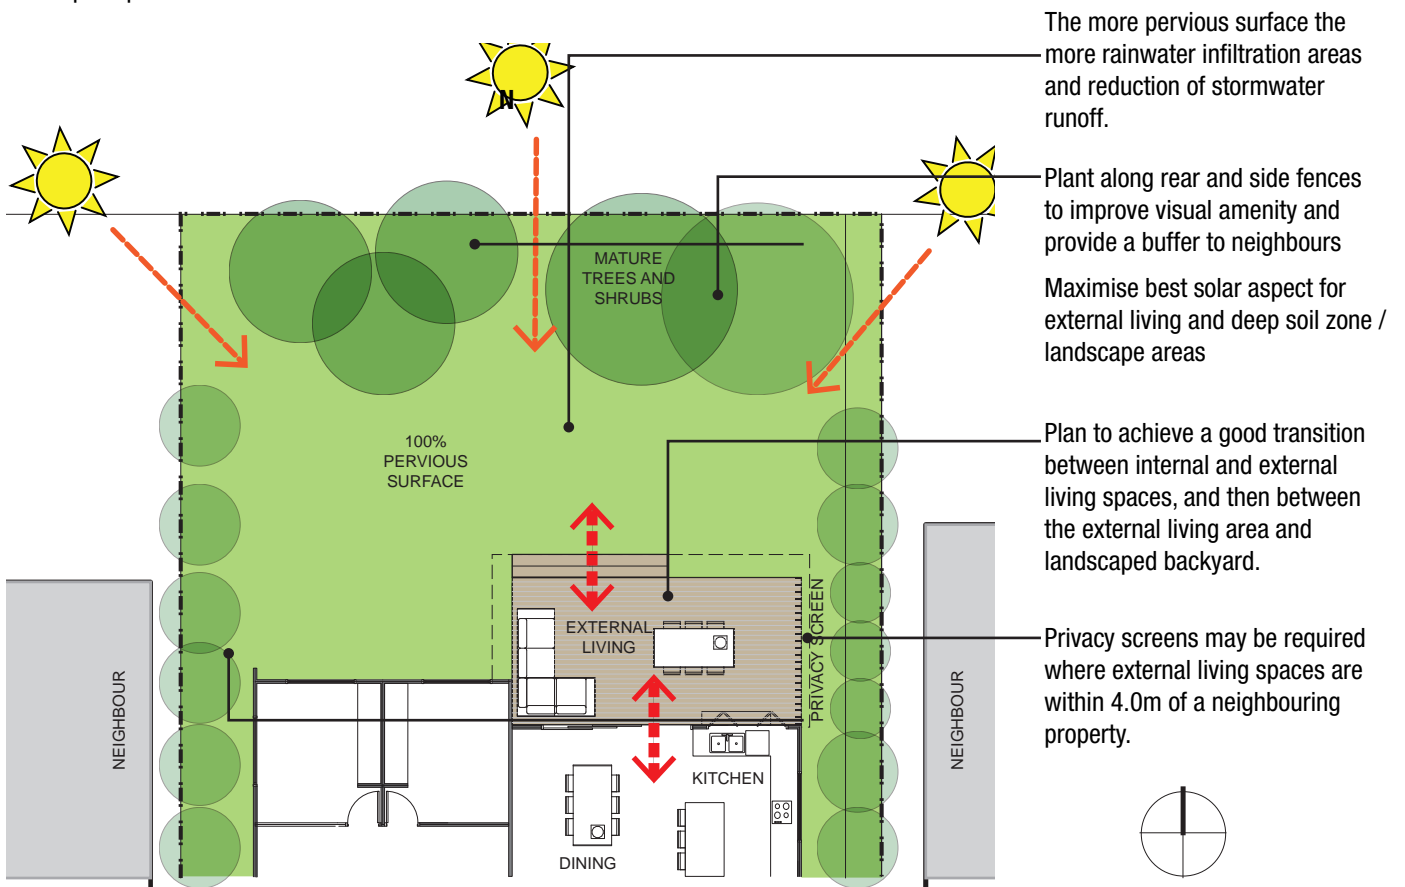 The more pervious surface the
more rainwater infiltration areas
and reduction of stormwater
runoff.
N
Plant along rear and side fences
to improve visual amenity and
provide a buffer to neighbours
MATURE
TREES AND
SHRUBS
Maximise best solar aspect for
external living and deep soil zone /
landscape areas
100%
PERVIOUS
SURFACE
Plan to achieve a good transition
between internal and external
living spaces, and then between
the external living area and
landscaped backyard.
EXTERNAL
LIVING
PRIVACY SCREEN
Privacy screens may be required
where external living spaces are
within 4.0m of a neighbouring
property.
NEIGHBOUR
NEIGHBOUR
KITCHEN
DINING